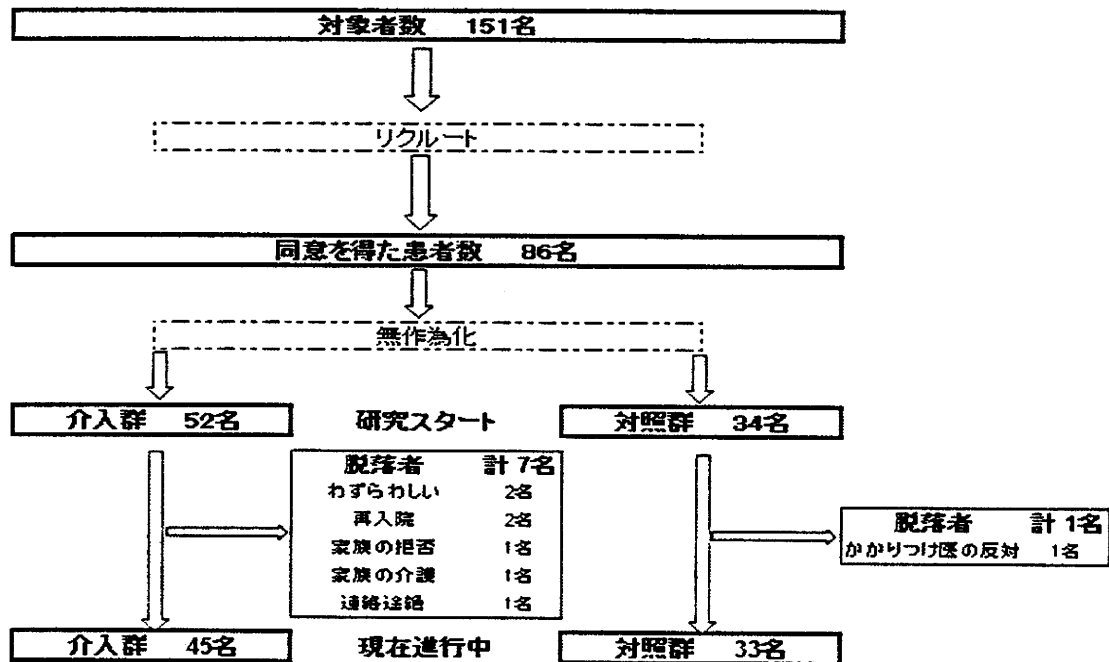 対象者数 151名
リクルート
同意を得た患者数 86名
無作為化
介入群 52名
研究スタート
対照群 34名
脱落者 計 7名
わずらわしい 2名
再入院 2名
家族の拒否 1名
家族の介護 1名
連絡途絶 1名
脱落者 計 1名
かかりつけ医の反対 1名
介入群 45名
現在進行中
対照群 33名